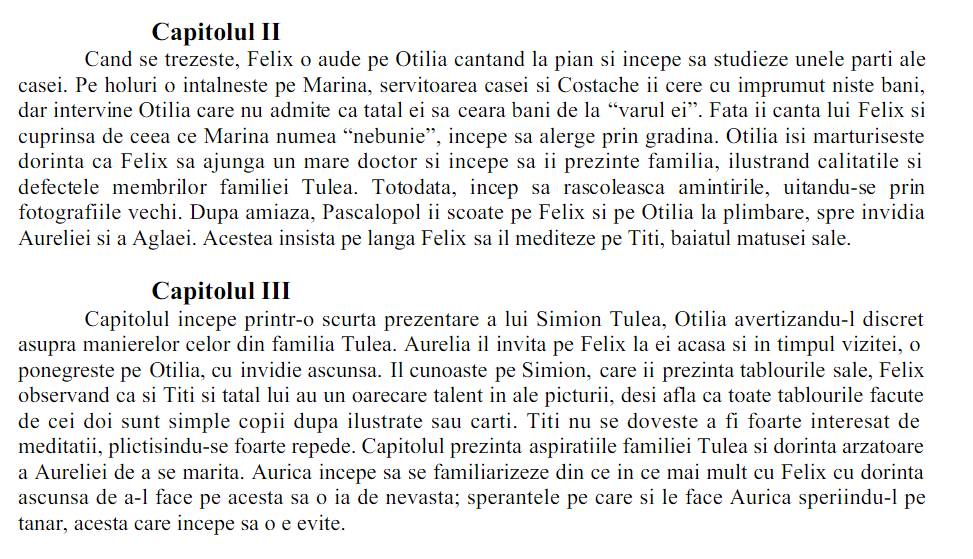 Capitolul II
Cand se trezeste, Felix o aude pe Otilia cantand la pian si incepe sa studieze unele parti ale
casei. Pe holuri o intalneste pe Marina, servitoarea casei si Costache ii cere cu imprumut niste bani,
dar intervine Otilia care nu admite ca tatal ei sa ceara bani de la “varul ei”. Fata ii canta lui Felix si
cuprinsa de ceea ce Marina numea “nebunie”, incepe sa alerge prin gradina. Otilia isi marturiseste
dorinta ca Felix sa ajunga un mare doctor si incepe sa ii prezinte familia, ilustrand calitatile si
defectele membrilor familiei Tulea. Totodata, incep sa rascoleasca amintirile, uitandu-se prin
fotografiile vechi. Dupa amiaza, Pascalopol ii scoate pe Felix si pe Otilia la plimbare, spre invidia
Aureliei si a Aglaei. Acestea insista pe langa Felix sa il mediteze pe Titi, baiatul matusei sale.
Capitolul III
Capitolul incepe printr-o scurta prezentare a lui Simion Tulea, Otilia avertizandu-l discret
asupra manierelor celor din familia Tulea. Aurelia il invita pe Felix la ei acasa si in timpul vizitei, o
ponegreste pe Otilia, cu invidie ascunsa. Il cunoaste pe Simion, care ii prezinta tablourile sale, Felix
observand ca si Titi si tatal lui au un oarecare talent in ale picturii, desi afla ca toate tablourile facute
de cei doi sunt simple copii dupa ilustrate sau carti. Titi nu se doveste a fi foarte interesat de
meditatii, plictisindu-se foarte repede. Capitolul prezinta aspiratiile familiei Tulea si dorinta arzatoare
a Aureliei de a se marita. Aurica incepe sa se familiarizeze din ce in ce mai mult cu Felix cu dorinta
ascunsa de a-l face pe acesta sa o ia de nevasta; sperantele pe care si le face Aurica speriindu-l pe
tanar, acesta care incepe sa o e evite.